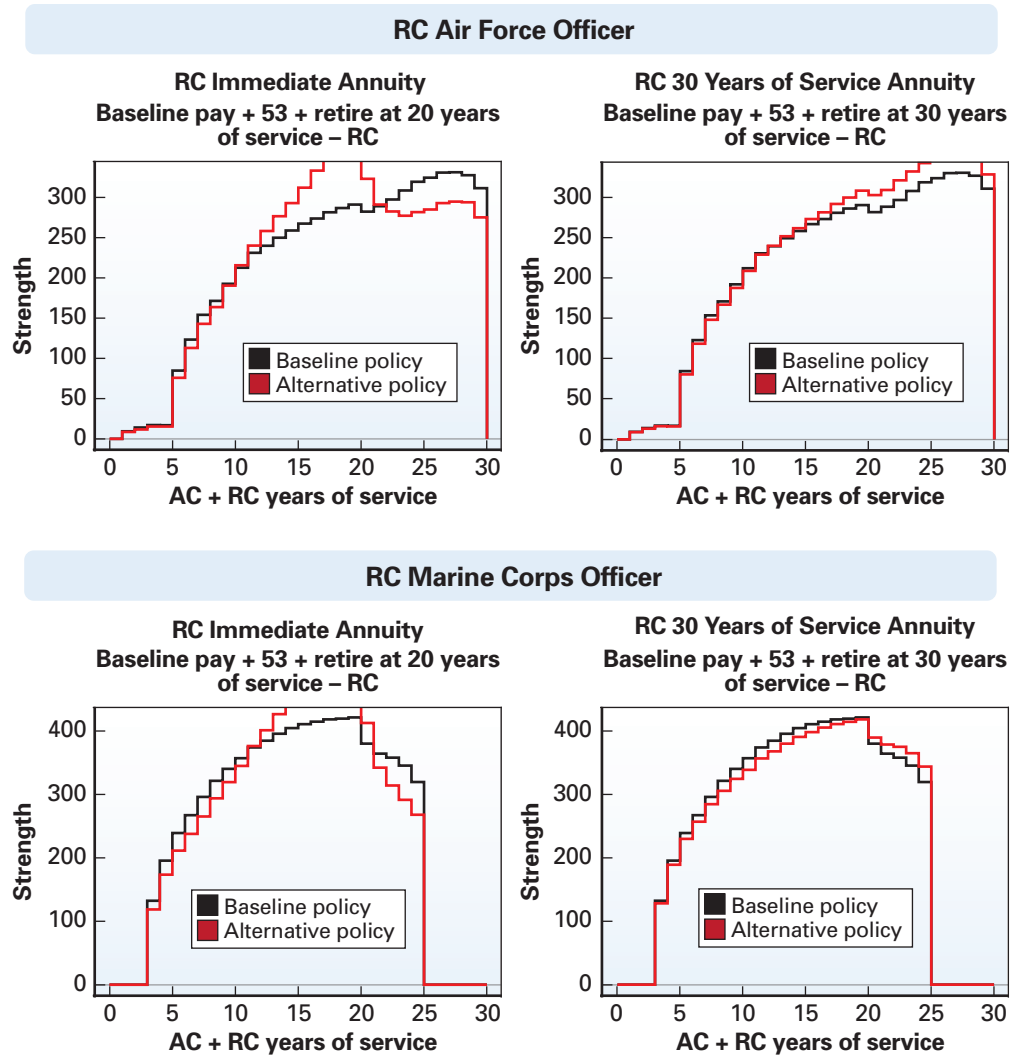 RC Air Force Officer
RC Immediate Annuity
Baseline pay + 53 + retire at 20 years
of service – RC
300
250
200
150
100
50
0
Strength
Baseline policy
Alternative policy
0 5 10 15 20 25 30
AC + RC years of service
RC 30 Years of Service Annuity
Baseline pay + 53 + retire at 30 years
of service – RC
300
250
200
150
100
50
0
Strength
Baseline policy
Alternative policy
0 5 10 15 20 25 30
AC + RC years of service
RC Marine Corps Officer
RC Immediate Annuity
Baseline pay + 53 + retire at 20 years
of service – RC
400
300
200
100
0
Strength
Baseline policy
Alternative policy
0 5 10 15 20 25 30
AC + RC years of service
RC 30 Years of Service Annuity
Baseline pay + 53 + retire at 30 years
of service – RC
400
300
200
100
0
Strength
Baseline policy
Alternative policy
0 5 10 15 20 25 30
AC + RC years of service